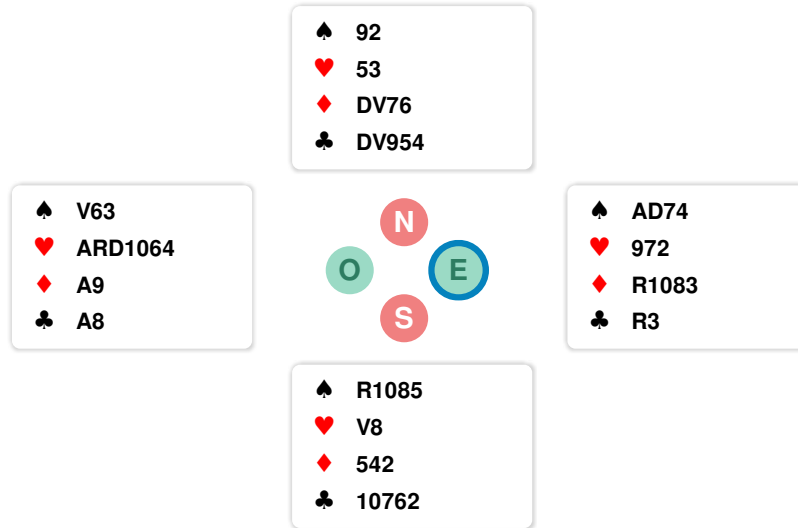 ♠ 92
♥ 53
♦ DV76
♣ DV954
♠ V63
♥ ARD1064
♦ A9
♣ A8
N
O E
S
♠ AD74
♥ 972
♦ R1083
♣ R3
♠ R1085
♥ V8
♦ 542
♣ 10762